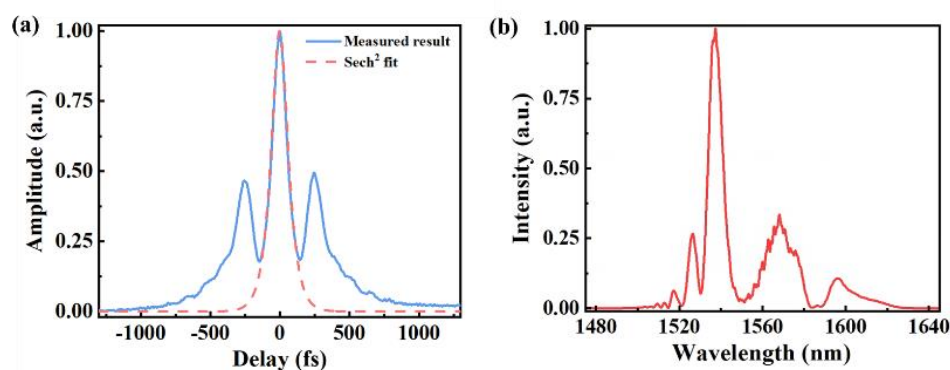 (a)
Measured result
Sech² fit
1.00
0.75
0.50
0.25
0.00
Amplitude (a.u.)
-1000 -500 0 500 1000
Delay (fs)
(b)
1.00
0.75
0.50
0.25
0.00
Intensity (a.u.)
1480 1520 1560 1600 1640
Wavelength (nm)